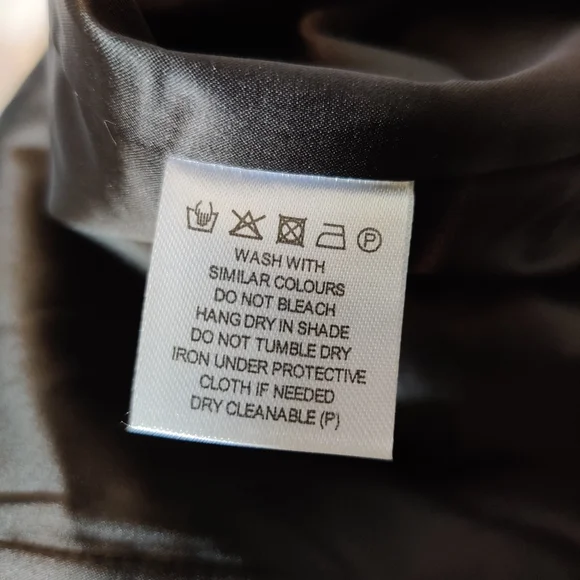 P
WASH WITH
SIMILAR COLOURS
DO NOT BLEACH
HANG DRY IN SHADE
DO NOT TUMBLE DRY
IRON UNDER PROTECTIVE
CLOTH IF NEEDED
DRY CLEANABLE (P)